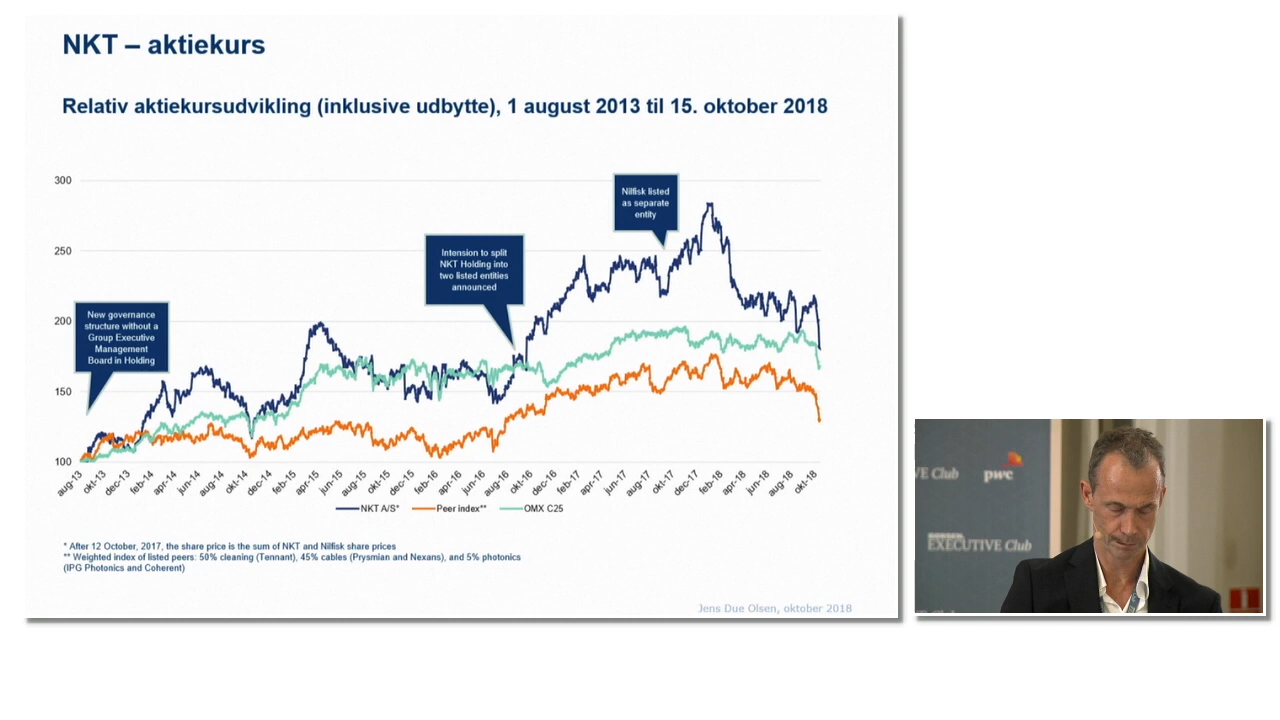 NKT – aktiekurs
Relativ aktiekursudvikling (inklusive udbytte), 1 august 2013 til 15. oktober 2018
300
250
200
150
100
New governance
structure without a
Group Executive
Management
Board in Holding
Intension to split
NKT Holding into
two listed entities
announced
Nilfisk listed
as separate
entity
aug-13
okt-13
dec-13
feb-14
apr-14
jun-14
aug-14
okt-14
dec-14
feb-15
apr-15
jun-15
aug-15
okt-15
dec-15
feb-16
apr-16
jun-16
aug-16
okt-16
dec-16
feb-17
apr-17
jun-17
aug-17
okt-17
dec-17
feb-18
apr-18
jun-18
aug-18
okt-18
NKT A/S*
Peer index**
OMX C25
* After 12 October, 2017, the share price is the sum of NKT and Nilfisk share prices
** Weighted index of listed peers: 50% cleaning (Tennant), 45% cables (Prysmian and Nexans), and 5% photonics
(IPG Photonics and Coherent)
Jens Due Olsen, oktober 2018
VE Club
pwc
EXECUTIVE Club